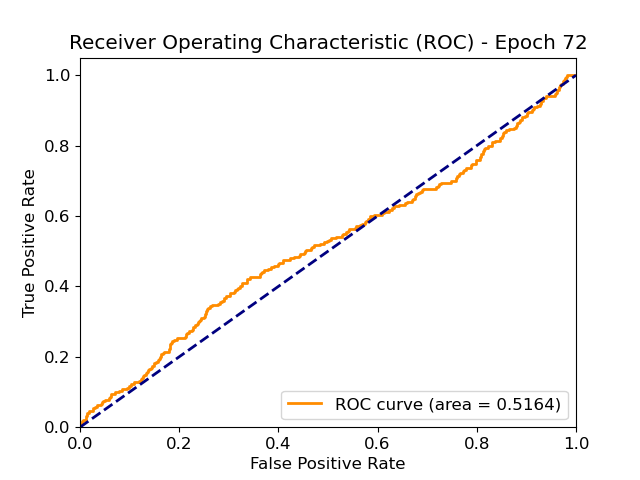 Receiver Operating Characteristic (ROC) - Epoch 72
True Positive Rate
1.0
0.8
0.6
0.4
0.2
0.0
ROC curve (area = 0.5164)
0.0 0.2 0.4 0.6 0.8 1.0
False Positive Rate